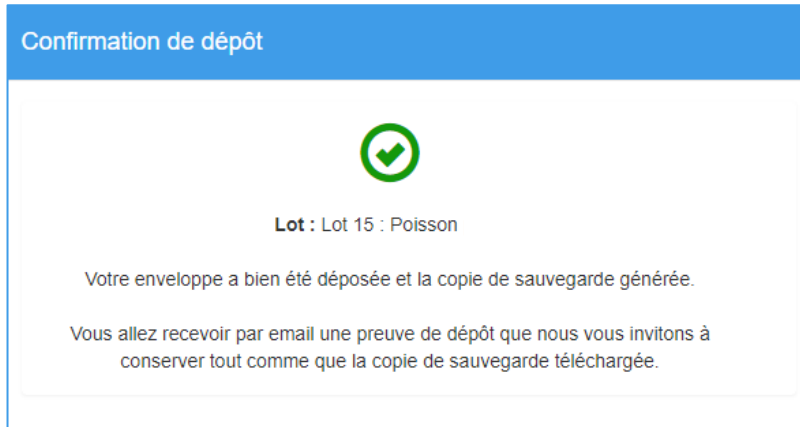 Confirmation de dépôt
Lot : Lot 15 : Poisson
Votre enveloppe a bien été déposée et la copie de sauvegarde générée.
Vous allez recevoir par email une preuve de dépôt que nous vous invitons à
conserver tout comme que la copie de sauvegarde téléchargée.